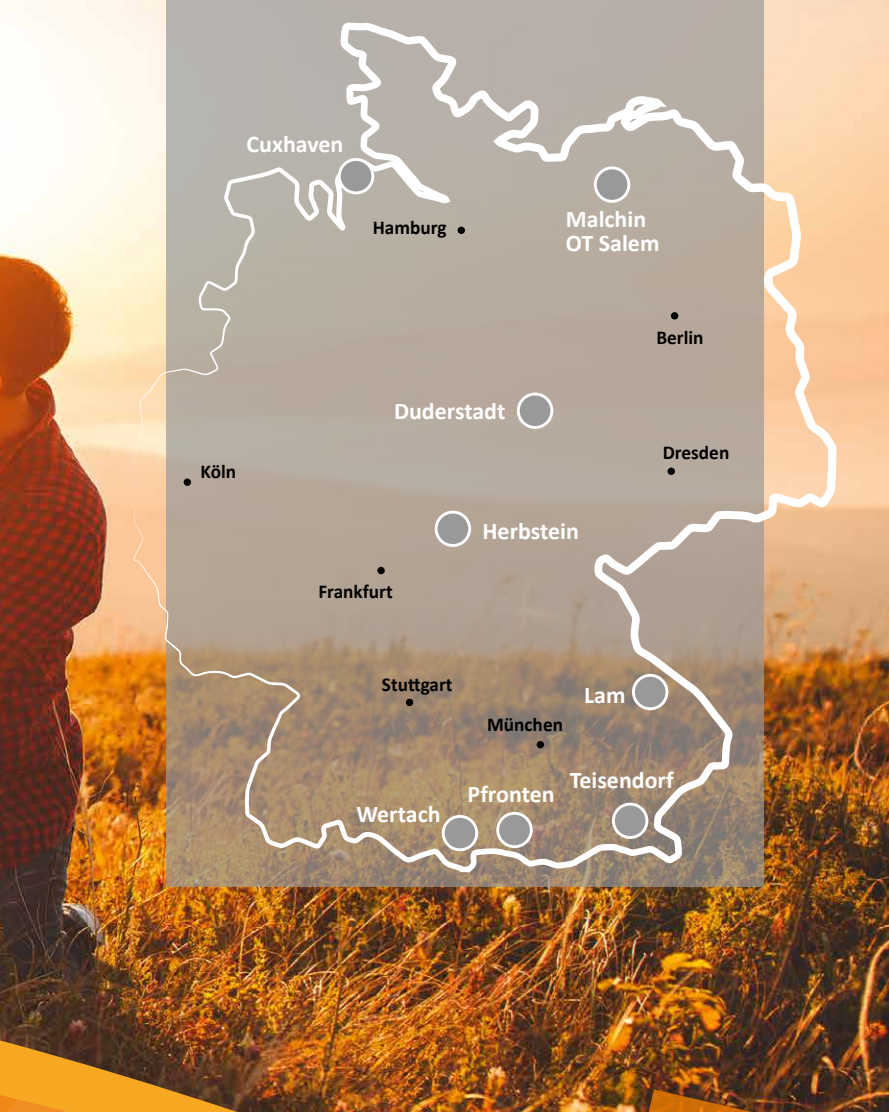 Cuxhaven
Hamburg
Malchin
OT Salem
Berlin
Duderstadt
Dresden
Köln
Herbstein
Frankfurt
Stuttgart
Lam
München
Teisendorf
Pfronten
Wertach